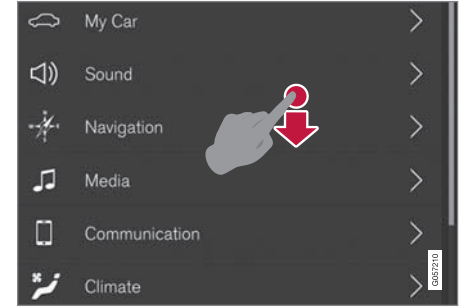 My Car
Sound
Navigation
Media
Communication
Climate
G057210